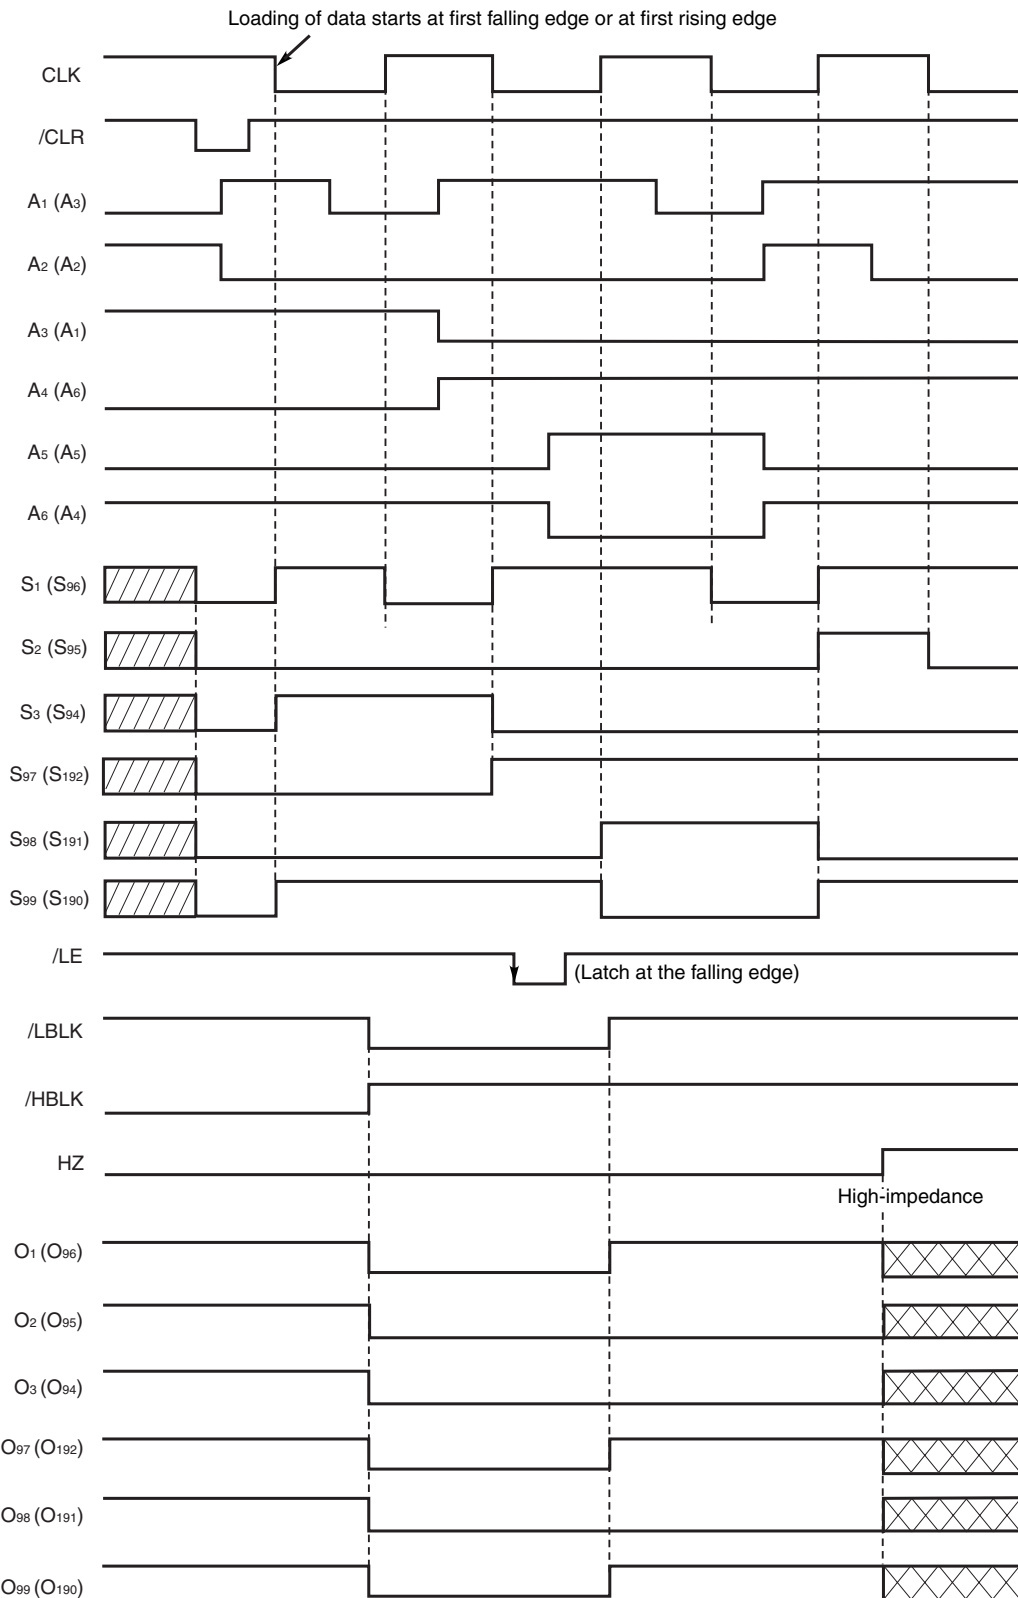 Loading of data starts at first falling edge or at first rising edge
CLK
/CLR
A1 (A3)
A2 (A2)
A3 (A1)
A4 (A6)
A5 (A5)
A6 (A4)
S1 (S96)
S2 (S95)
S3 (S94)
S97 (S192)
S98 (S191)
S99 (S190)
/LE
(Latch at the falling edge)
/LBLK
/HBLK
HZ
High-impedance
O1 (O96)
O2 (O95)
O3 (O94)
O97 (O192)
O98 (O191)
O99 (O190)